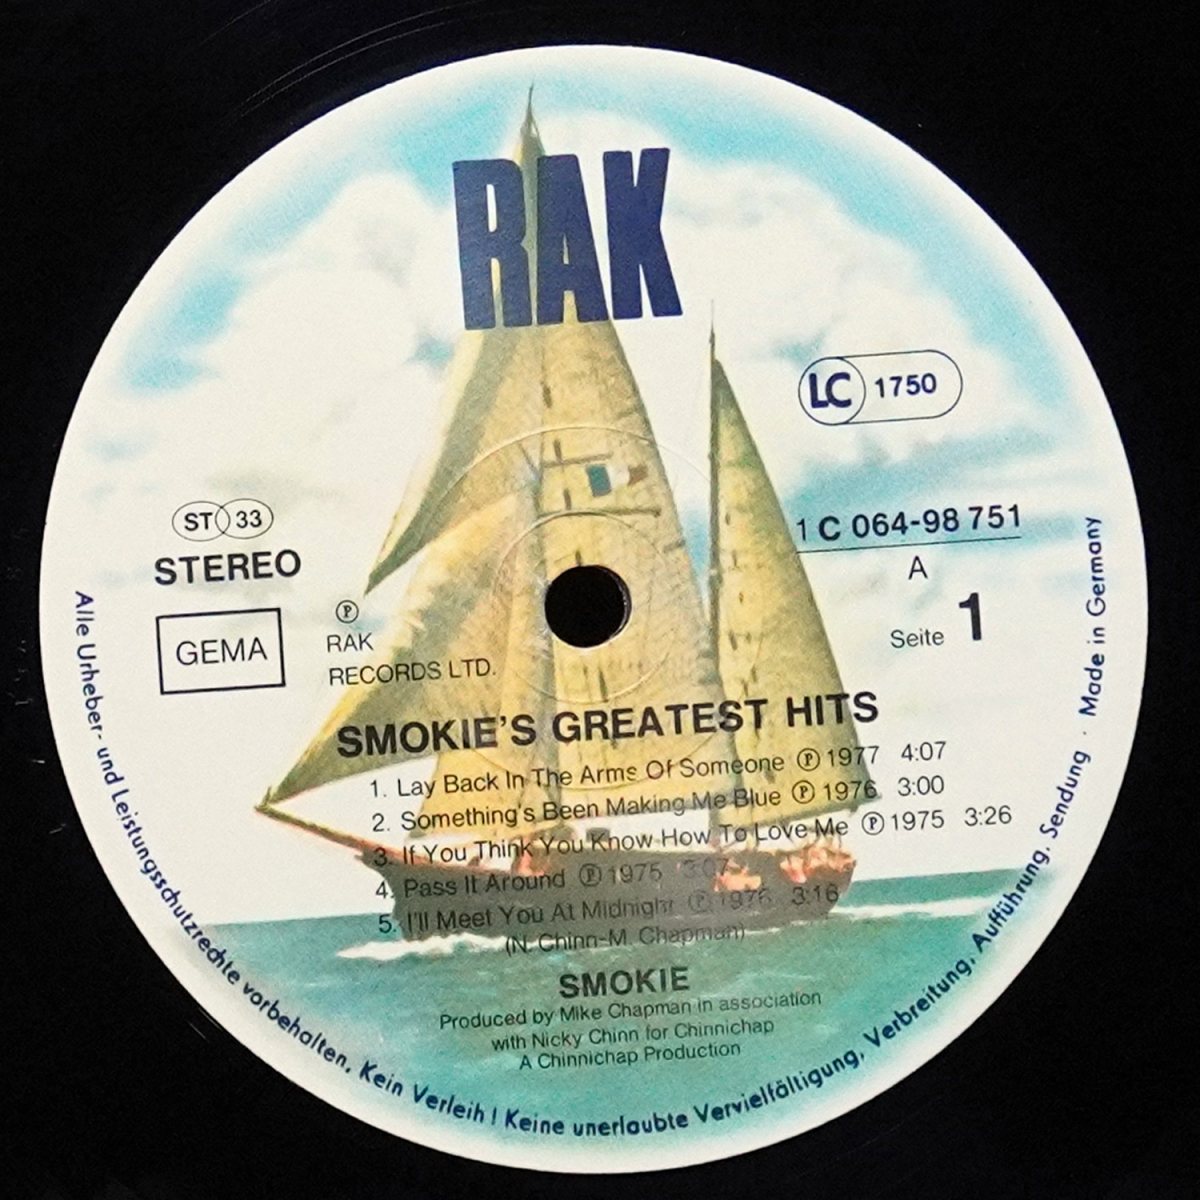 RAK
LC 1750
ST 33
STEREO
GEMA
℗
RAK
RECORDS LTD.
1 C 064-98 751
A
Seite 1
SMOKIE'S GREATEST HITS
1. Lay Back In The Arms Of Someone ℗ 1977 4:07
2. Something's Been Making Me Blue ℗ 1976 3:00
3. If You Think You Know How To Love Me ℗ 1975 3:26
4. Pass It Around ℗ 1975 3:07
5. I'll Meet You At Midnight ℗ 1976 3:16
(N. Chinn-M. Chapman)
SMOKIE
Produced by Mike Chapman in association
with Nicky Chinn for Chinnichap
A Chinnichap Production
Alle Urheber- und Leistungsschutzrechte vorbehalten. Kein Verleih! Keine unerlaubte Vervielfältigung, Verbreitung, Aufführung, Sendung · Made in Germany